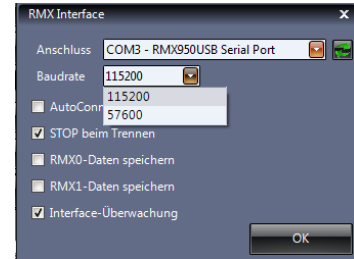 RMX Interface x
Anschluss COM3 - RMX950USB Serial Port
Baudrate 115200
115200
AutoConn
57600
STOP beim Trennen
RMX0-Daten speichern
RMX1-Daten speichern
Interface-Überwachung
OK